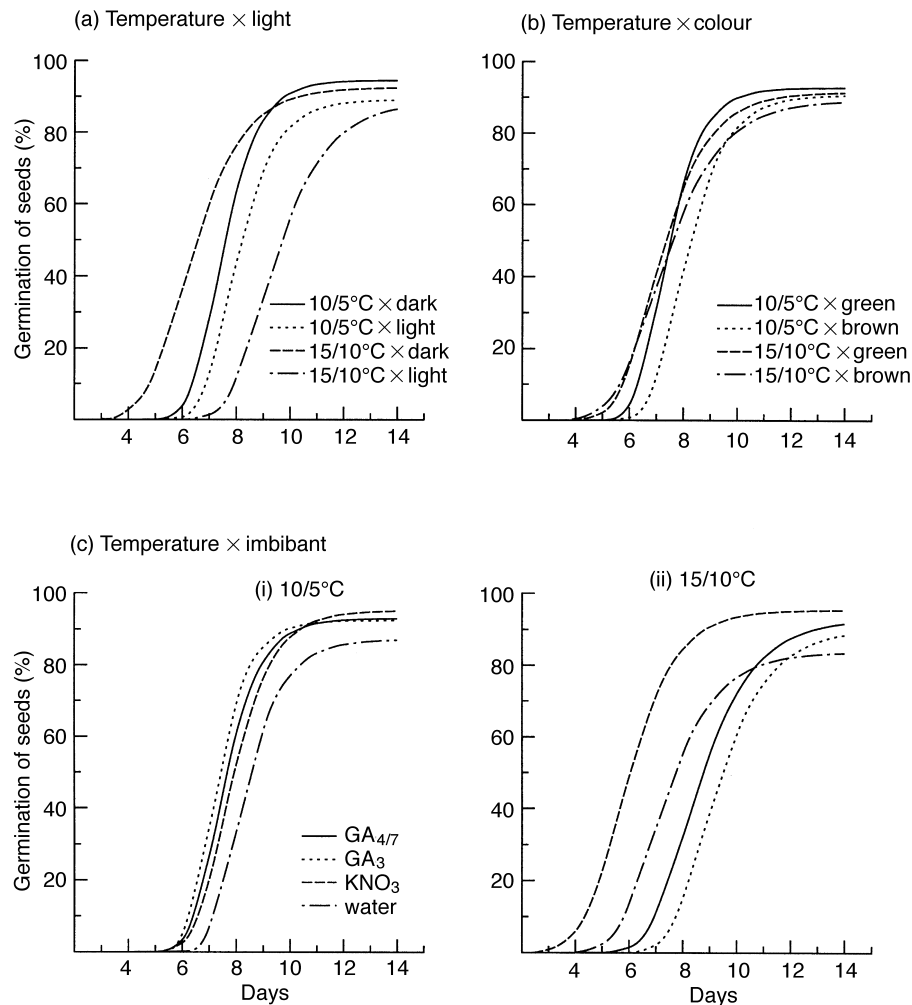 (a) Temperature × light
Germination of seeds (%)
100
80
60
40
20
4 6 8 10 12 14
10/5°C × dark
10/5°C × light
15/10°C × dark
15/10°C × light
(b) Temperature × colour
100
80
60
40
20
4 6 8 10 12 14
10/5°C × green
10/5°C × brown
15/10°C × green
15/10°C × brown
(c) Temperature × imbibant
(i) 10/5°C
Germination of seeds (%)
100
80
60
40
20
4 6 8 10 12 14
Days
GA4/7
GA3
KNO3
water
(ii) 15/10°C
100
80
60
40
20
4 6 8 10 12 14
Days